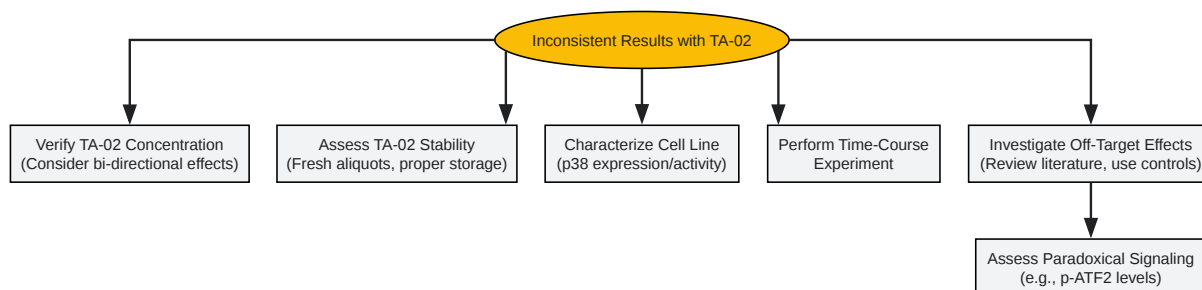 Inconsistent Results with TA-02
Verify TA-02 Concentration
(Consider bi-directional effects)
Assess TA-02 Stability
(Fresh aliquots, proper storage)
Characterize Cell Line
(p38 expression/activity)
Perform Time-Course
Experiment
Investigate Off-Target Effects
(Review literature, use controls)
Assess Paradoxical Signaling
(e.g., p-ATF2 levels)